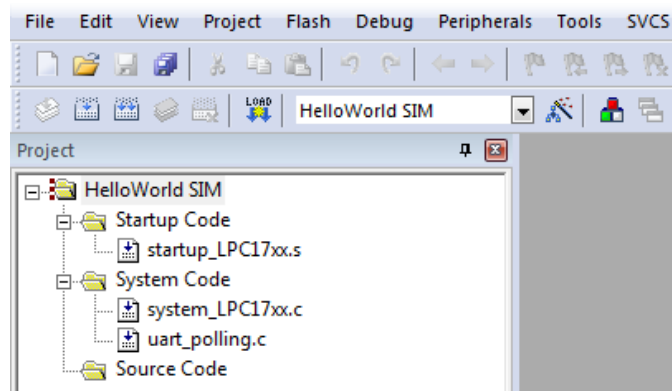 File Edit View Project Flash Debug Peripherals Tools SVCS
LOAD HelloWorld SIM
Project
HelloWorld SIM
Startup Code
startup_LPC17xx.s
System Code
system_LPC17xx.c
uart_polling.c
Source Code